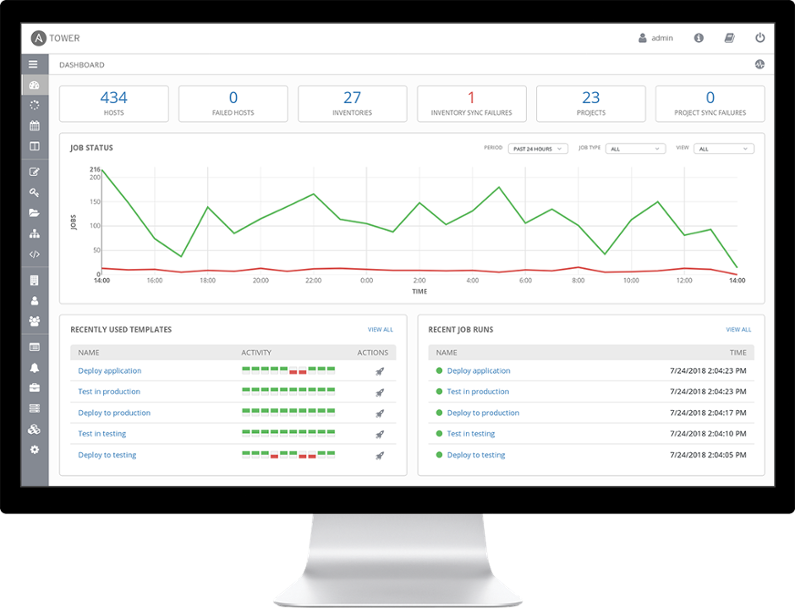 A TOWER
admin
DASHBOARD
434 0 27 1 23 0
HOSTS FAILED HOSTS INVENTORIES INVENTORY SYNC FAILURES PROJECTS PROJECT SYNC FAILURES
JOB STATUS
PERIOD PAST 24 HOURS JOB TYPE ALL VIEW ALL
216
200
150
100
50
0
JOBS
14:00 16:00 18:00 20:00 22:00 0:00 2:00 4:00 6:00 8:00 10:00 12:00 14:00
TIME
RECENTLY USED TEMPLATES VIEW ALL
NAME ACTIVITY ACTIONS
Deploy application
Test in production
Deploy to production
Test in testing
Deploy to testing
RECENT JOB RUNS VIEW ALL
NAME TIME
Deploy application 7/24/2018 2:04:23 PM
Test in production 7/24/2018 2:04:23 PM
Deploy to production 7/24/2018 2:04:17 PM
Test in testing 7/24/2018 2:04:10 PM
Deploy to testing 7/24/2018 2:04:05 PM